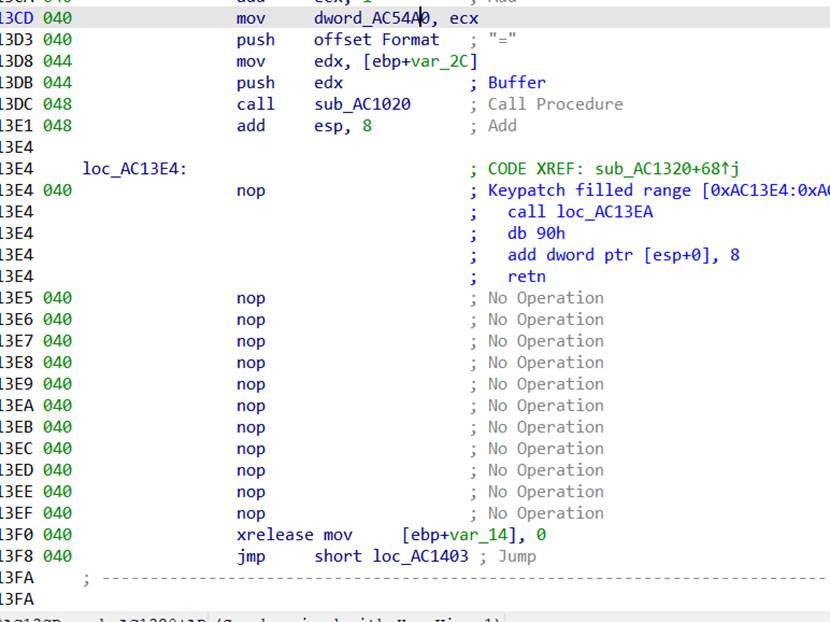 13CD 040 mov dword_AC54A0, ecx
13D3 040 push offset Format ; "="
13D8 044 mov edx, [ebp+var_2C]
13DB 044 push edx ; Buffer
13DC 048 call sub_AC1020 ; Call Procedure
13E1 048 add esp, 8 ; Add
13E4
13E4 loc_AC13E4: ; CODE XREF: sub_AC1320+68↑j
13E4 040 nop ; Keypatch filled range [0xAC13E4:0xAC
13E4 ; call loc_AC13EA
13E4 ; db 90h
13E4 ; add dword ptr [esp+0], 8
13E4 ; retn
13E5 040 nop ; No Operation
13E6 040 nop ; No Operation
13E7 040 nop ; No Operation
13E8 040 nop ; No Operation
13E9 040 nop ; No Operation
13EA 040 nop ; No Operation
13EB 040 nop ; No Operation
13EC 040 nop ; No Operation
13ED 040 nop ; No Operation
13EE 040 nop ; No Operation
13EF 040 nop ; No Operation
13F0 040 xrelease mov [ebp+var_14], 0
13F8 040 jmp short loc_AC1403 ; Jump
13FA ; ---------------------------------------------------------------------------
13FA